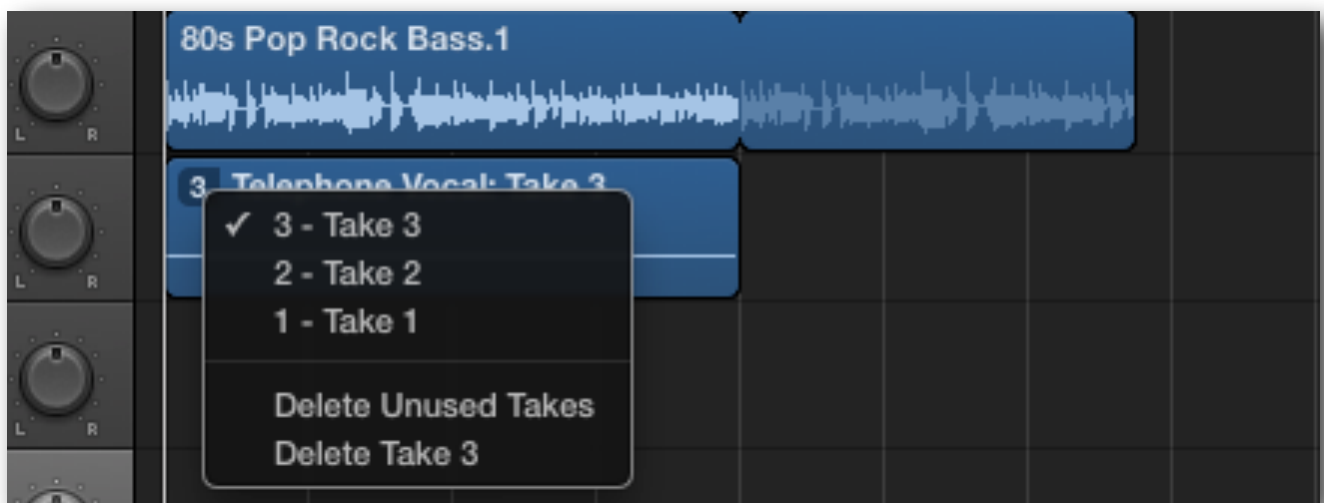 80s Pop Rock Bass.1
L R
3 Telephone Vocal: Take 3
✓ 3 - Take 3
L R
2 - Take 2
1 - Take 1
Delete Unused Takes
L R
Delete Take 3